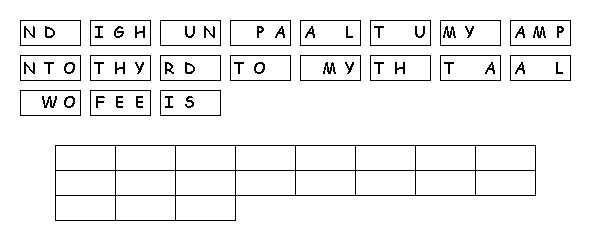 ND IGH  UN  PA A L T U MY  AMP
NTO THY RD  TO   MY TH  T A A L
 WO FEE IS